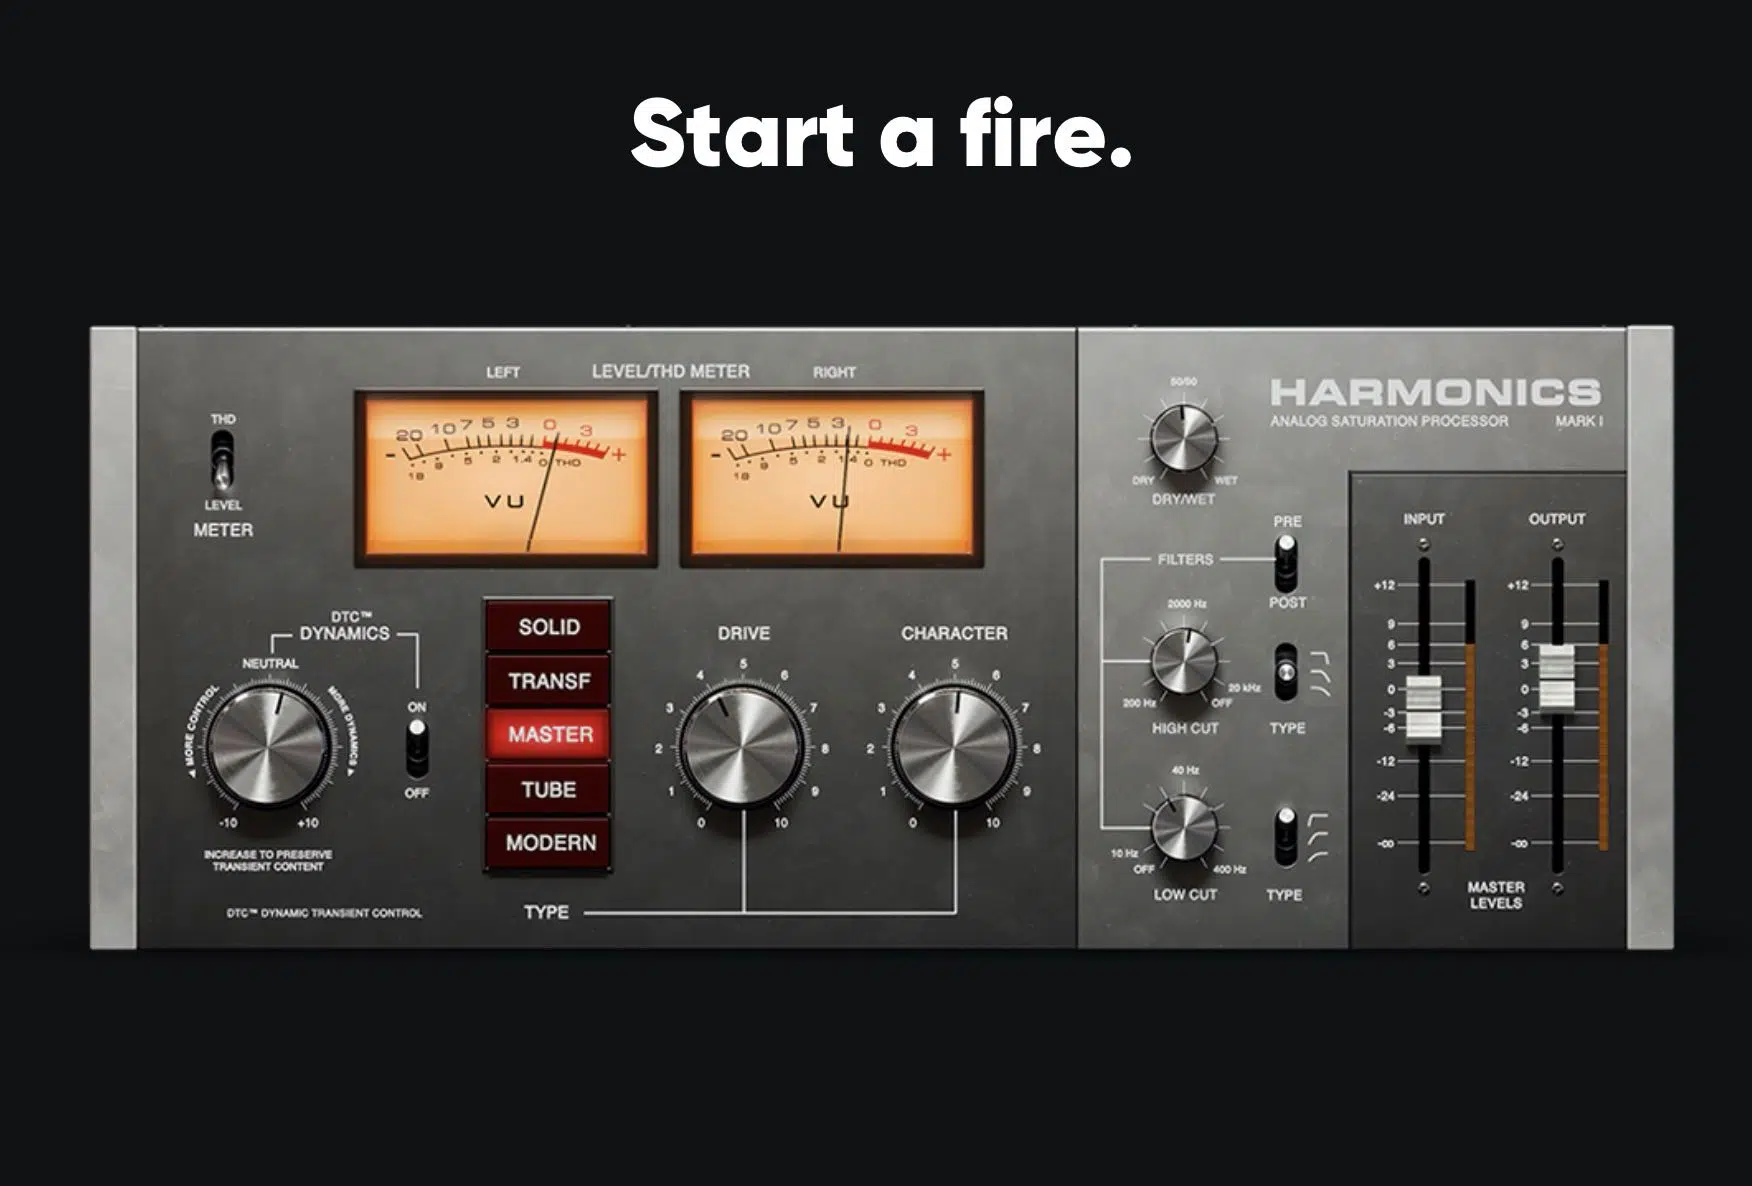 Start a fire.
LEFT
LEVEL/THD METER
RIGHT
THD
LEVEL
METER
- 20 10 7 5 3 0 3 +
18 9 5 2 1.4 0 THD
VU
- 20 10 7 5 3 0 3 +
18 9 5 2 1.4 0 THD
VU
DTC™
DYNAMICS
NEUTRAL
◄ MORE CONTROL
MORE DYNAMICS ►
-10
+10
INCREASE TO PRESERVE
TRANSIENT CONTENT
ON
OFF
DTC™ DYNAMIC TRANSIENT CONTROL
SOLID
TRANSF
MASTER
TUBE
MODERN
TYPE
DRIVE
0 1 2 3 4 5 6 7 8 9 10
CHARACTER
0 1 2 3 4 5 6 7 8 9 10
50/50
DRY
WET
DRY/WET
HARMONICS
ANALOG SATURATION PROCESSOR
MARK I
FILTERS
PRE
POST
2000 Hz
200 Hz
20 kHz
OFF
HIGH CUT
TYPE
40 Hz
10 Hz
OFF
400 Hz
LOW CUT
TYPE
INPUT
+12
9
6
3
0
-3
-6
-12
-24
-∞
OUTPUT
+12
9
6
3
0
-3
-6
-12
-24
-∞
MASTER
LEVELS